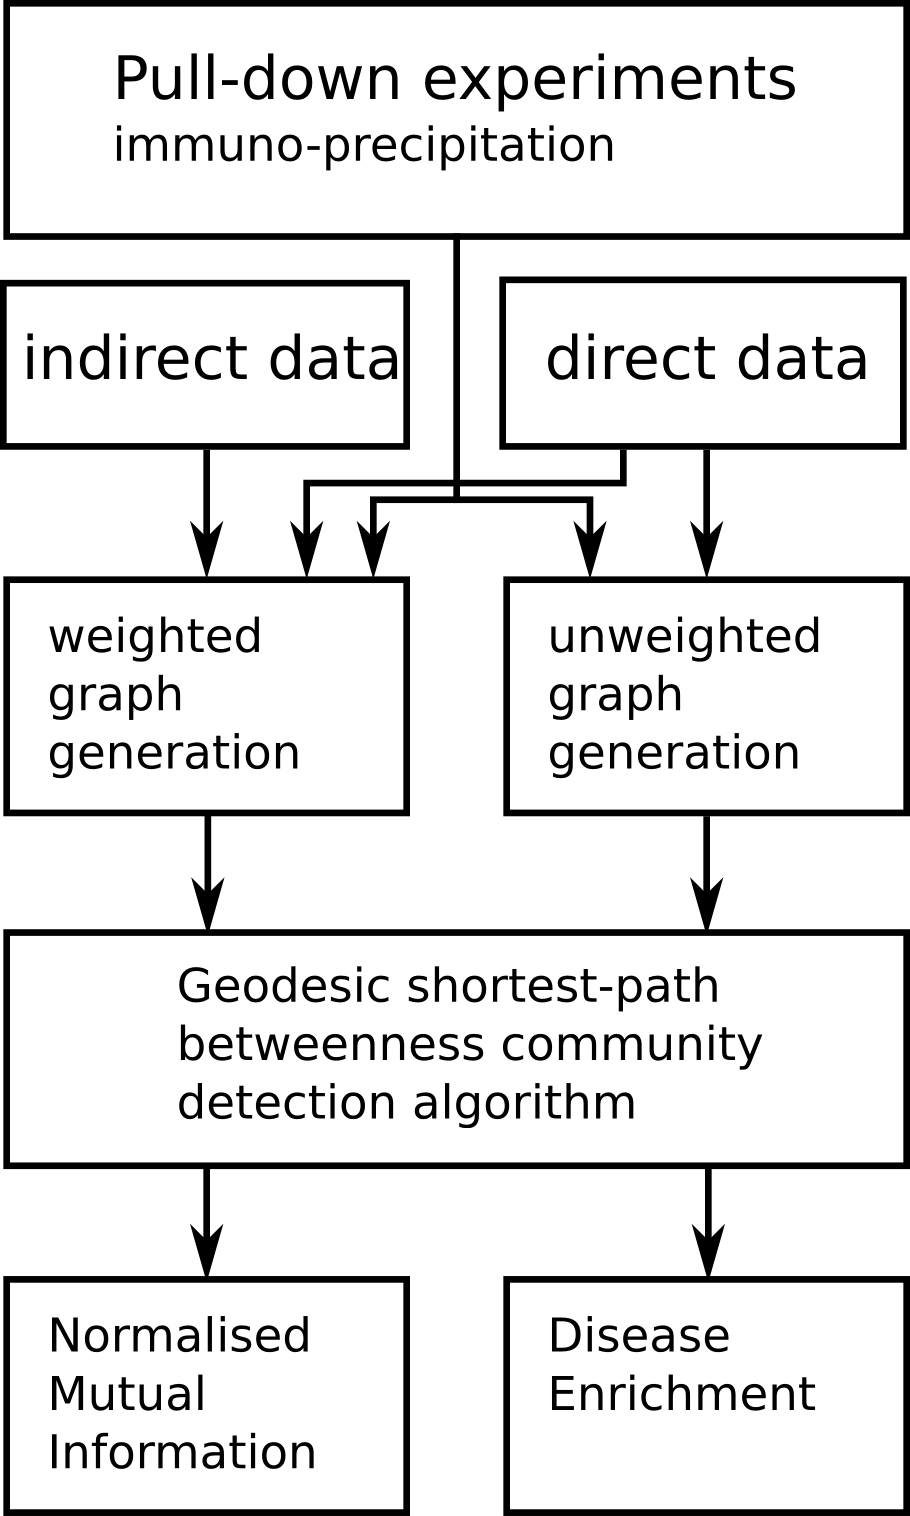 Pull-down experiments
immuno-precipitation
indirect data
direct data
weighted
graph
generation
unweighted
graph
generation
Geodesic shortest-path
betweenness community
detection algorithm
Normalised
Mutual
Information
Disease
Enrichment